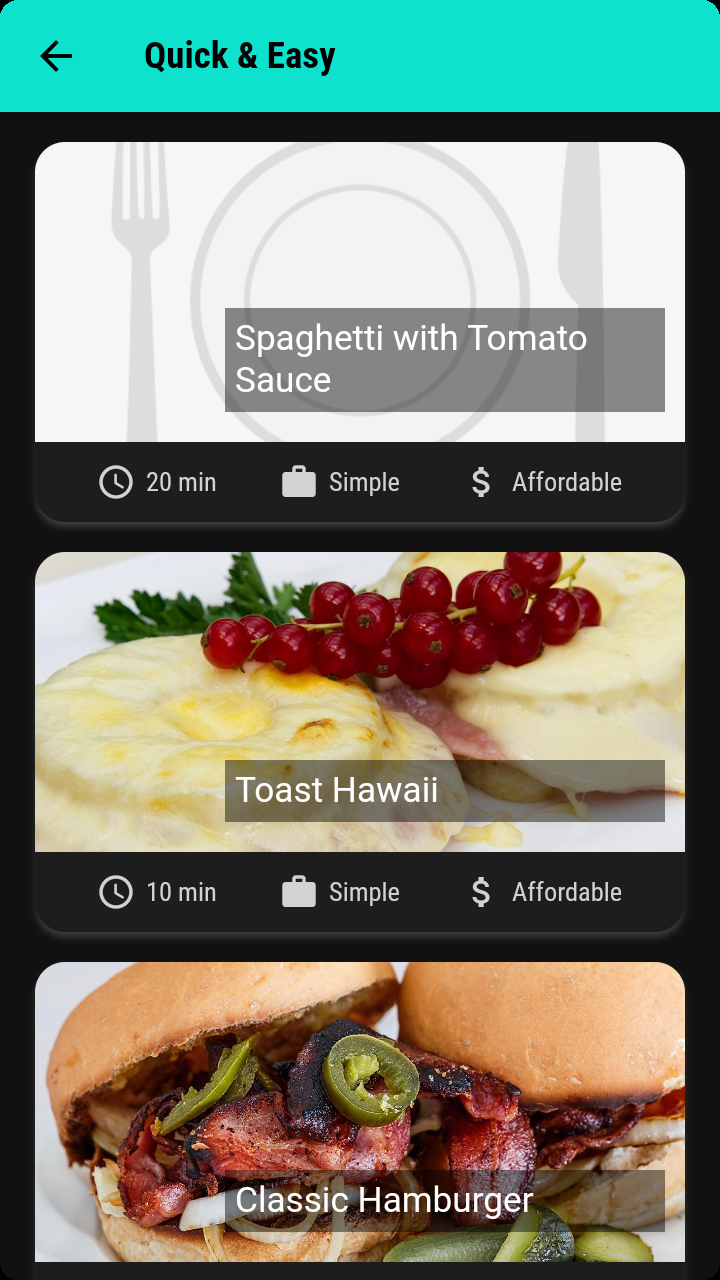 Quick & Easy
Spaghetti with Tomato
Sauce
20 min Simple Affordable
Toast Hawaii
10 min Simple Affordable
Classic Hamburger